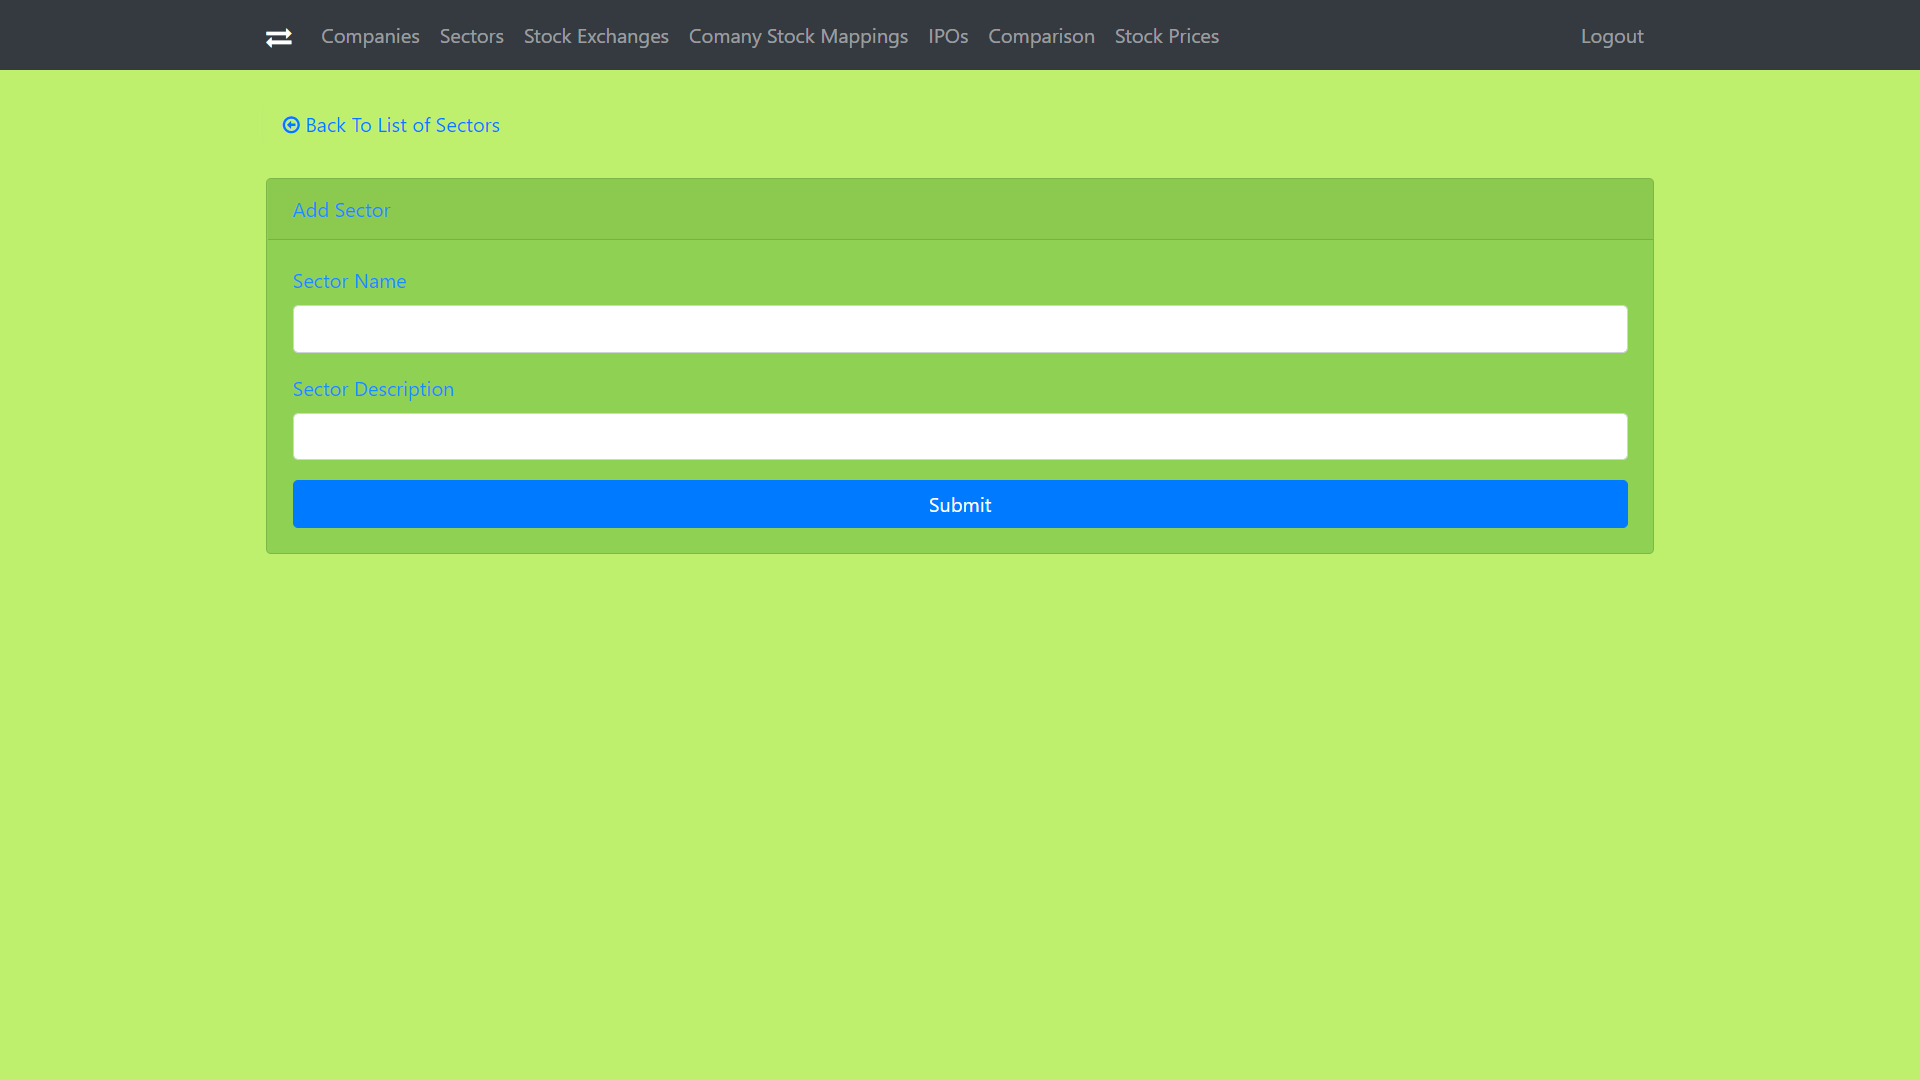 Companies Sectors Stock Exchanges Comany Stock Mappings IPOs Comparison Stock Prices Logout
Back To List of Sectors
Add Sector
Sector Name
Sector Description
Submit